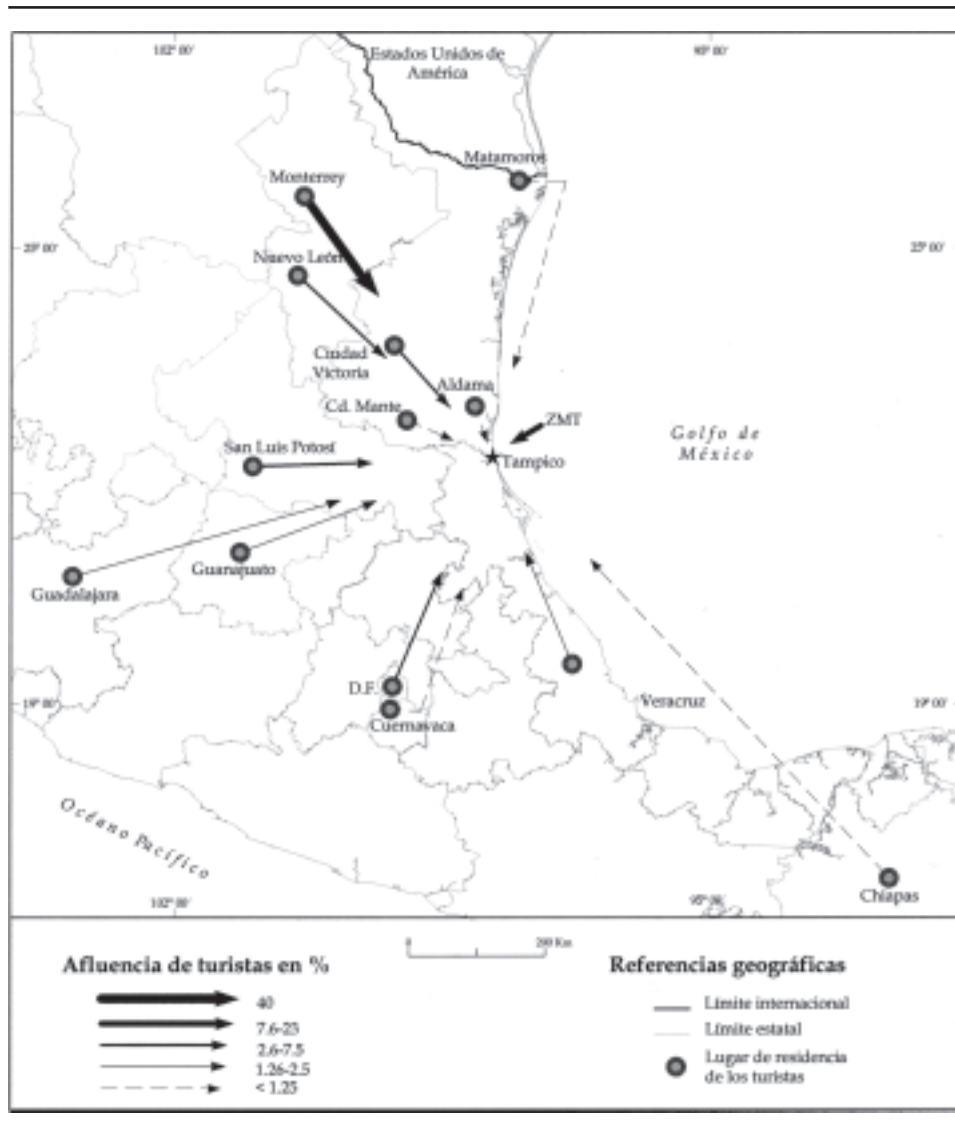 102° 00'
Estados Unidos de
América
Matamoros
Monterrey
25° 00'
25° 00'
Nuevo León
Ciudad
Victoria
Aldama
Cd. Mante
ZMT
Golfo de
México
San Luis Potosí
Tampico
Guanajuato
Guadalajara
D.F.
19° 00'
Veracruz
19° 00'
Cuernavaca
Océano Pacífico
Chiapas
102° 00'
0
200 Km
Afluencia de turistas en %
40
7.6-23
2.6-7.5
1.26-2.5
< 1.25
Referencias geográficas
Límite internacional
Límite estatal
Lugar de residencia
de los turistas